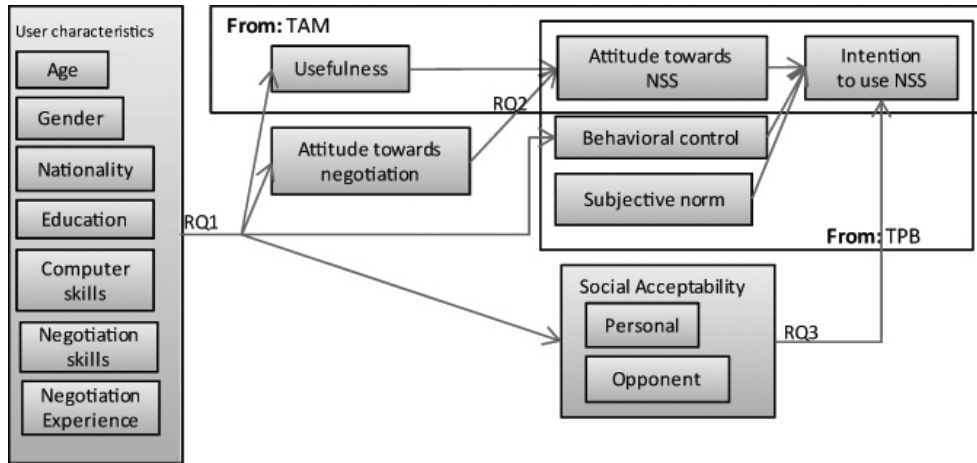 User characteristics
Age
Gender
Nationality
Education
Computer
skills
Negotiation
skills
Negotiation
Experience
RQ1
From: TAM
Usefulness
Attitude towards
negotiation
RQ2
Attitude towards
NSS
Intention
to use NSS
Behavioral control
Subjective norm
From: TPB
Social Acceptability
Personal
Opponent
RQ3